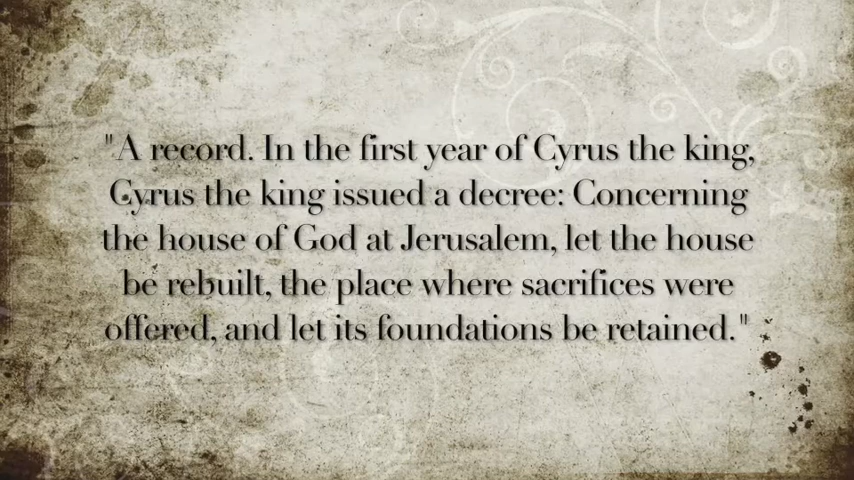 "A record. In the first year of Cyrus the king,
Cyrus the king issued a decree: Concerning
the house of God at Jerusalem, let the house
be rebuilt, the place where sacrifices were
offered, and let its foundations be retained."